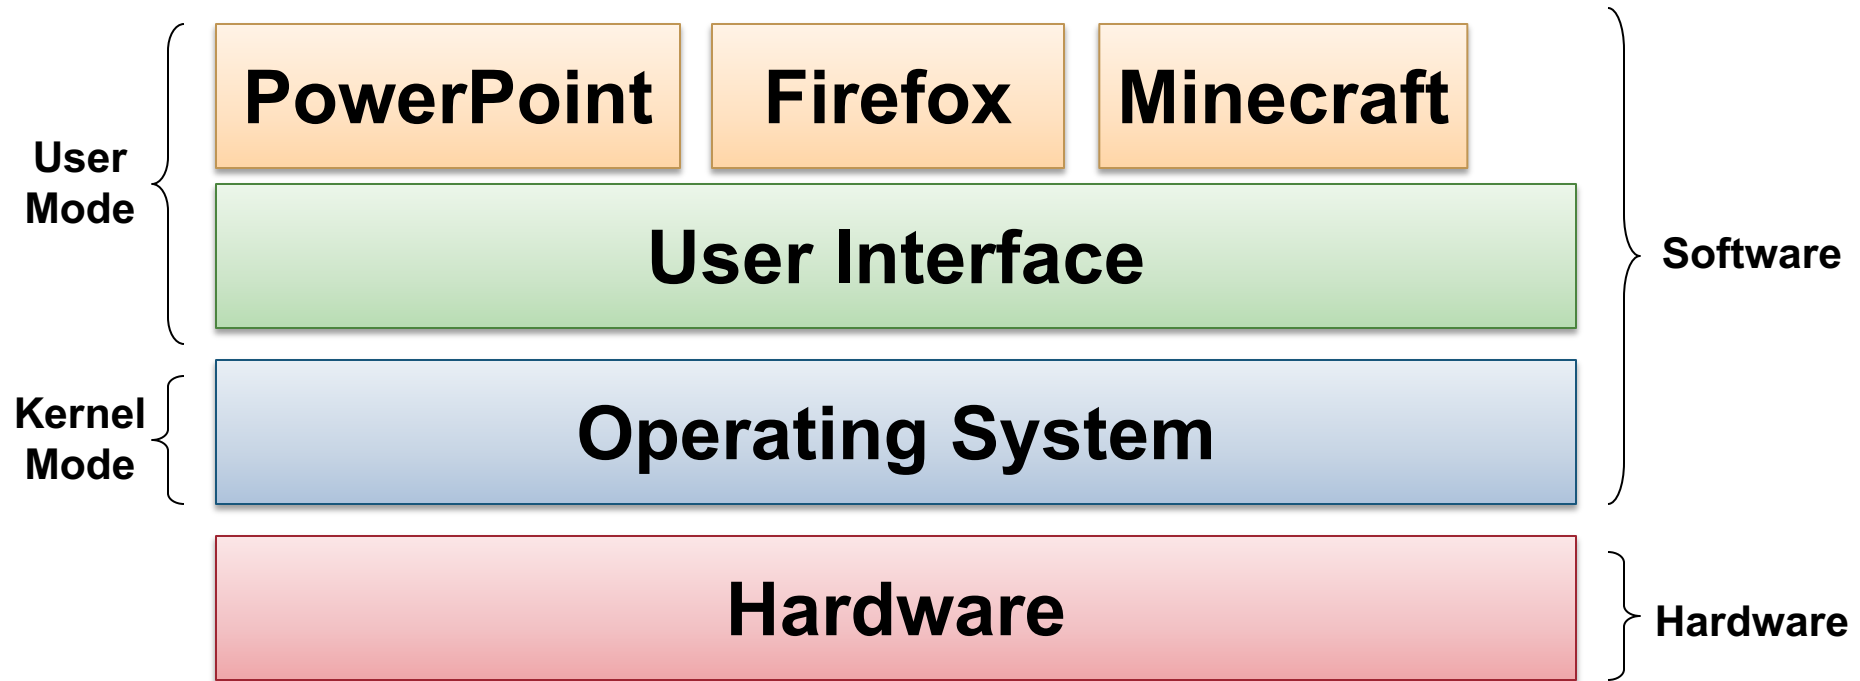 PowerPoint
Firefox
Minecraft
User
Mode
User Interface
Software
Kernel
Mode
Operating System
Hardware
Hardware